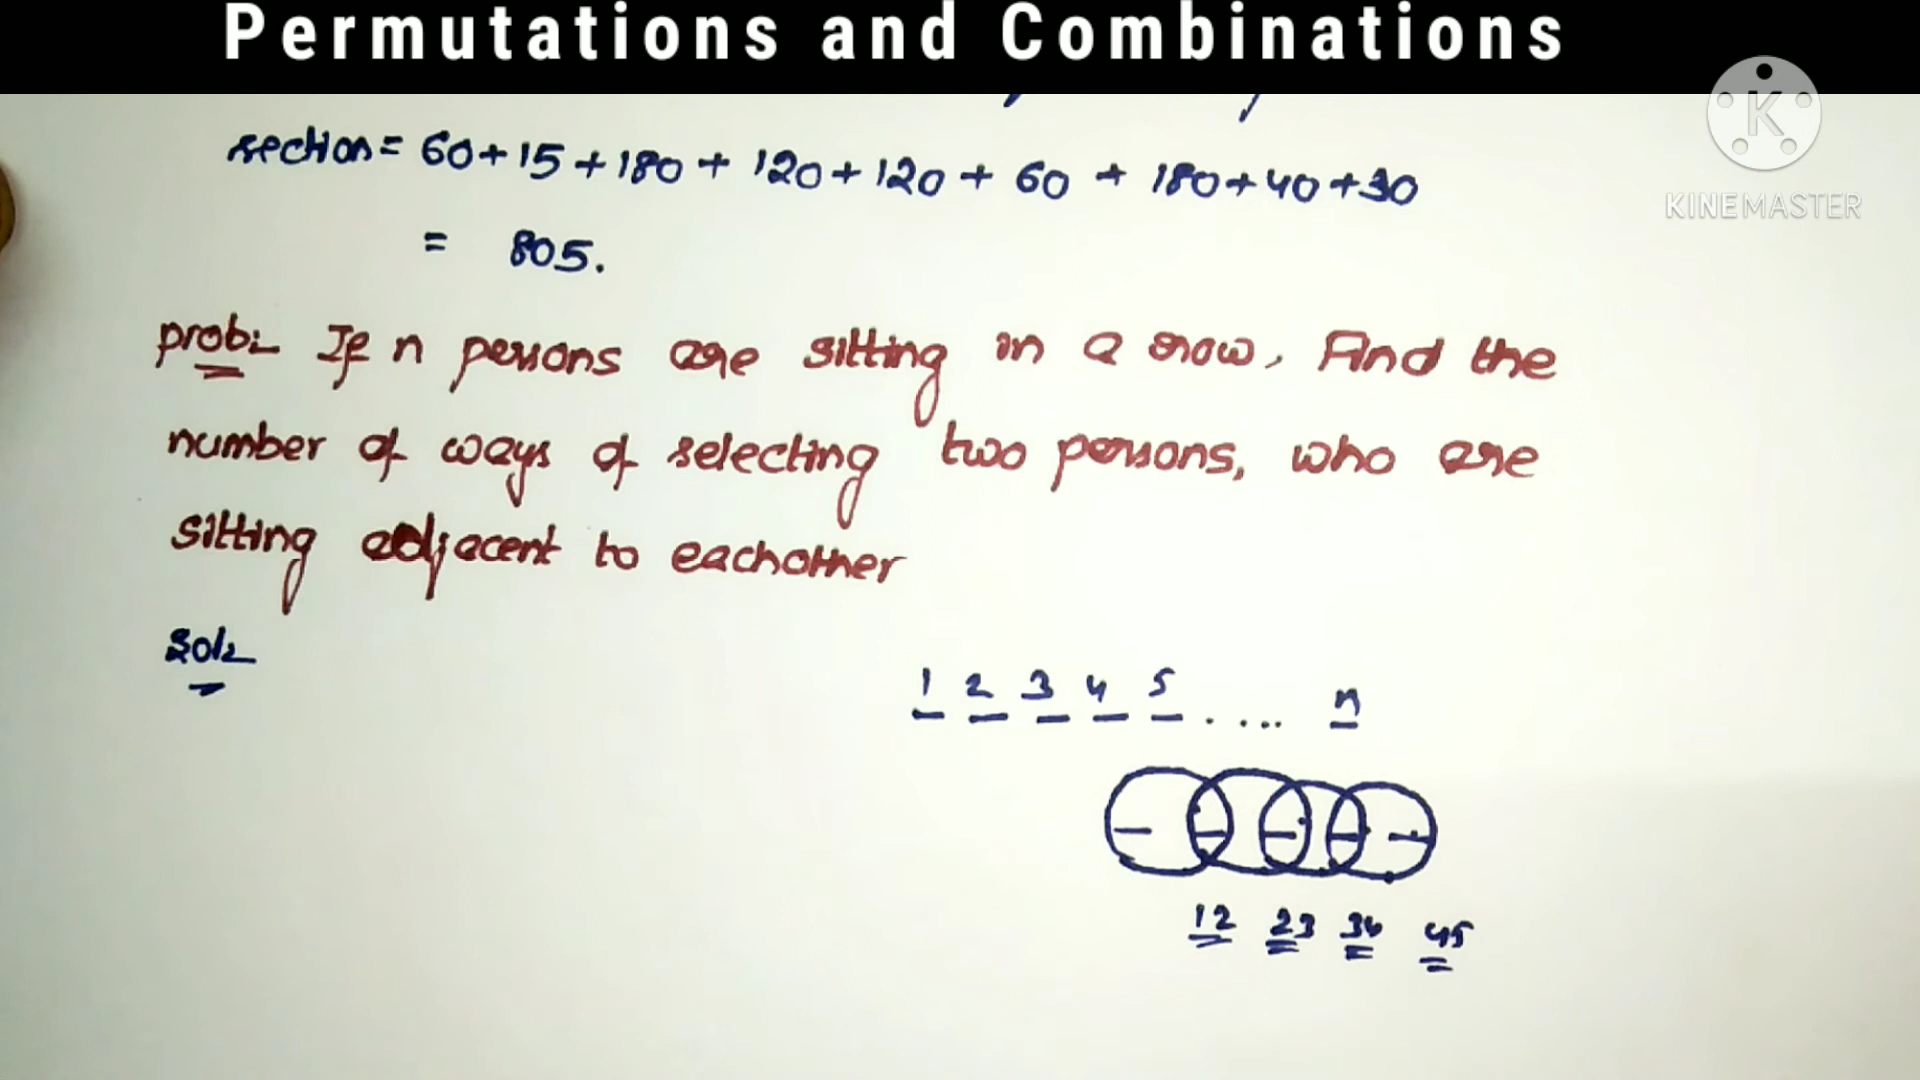 Permutations and Combinations
K
KINEMASTER
section = 60+15+180+120+120+60+180+40+30
= 805.
prob:- If n persons are sitting in a row, Find the
number of ways of selecting two persons, who are
sitting adjacent to eachother
Sol:-
1 2 3 4 5 .... n
12 23 34 45